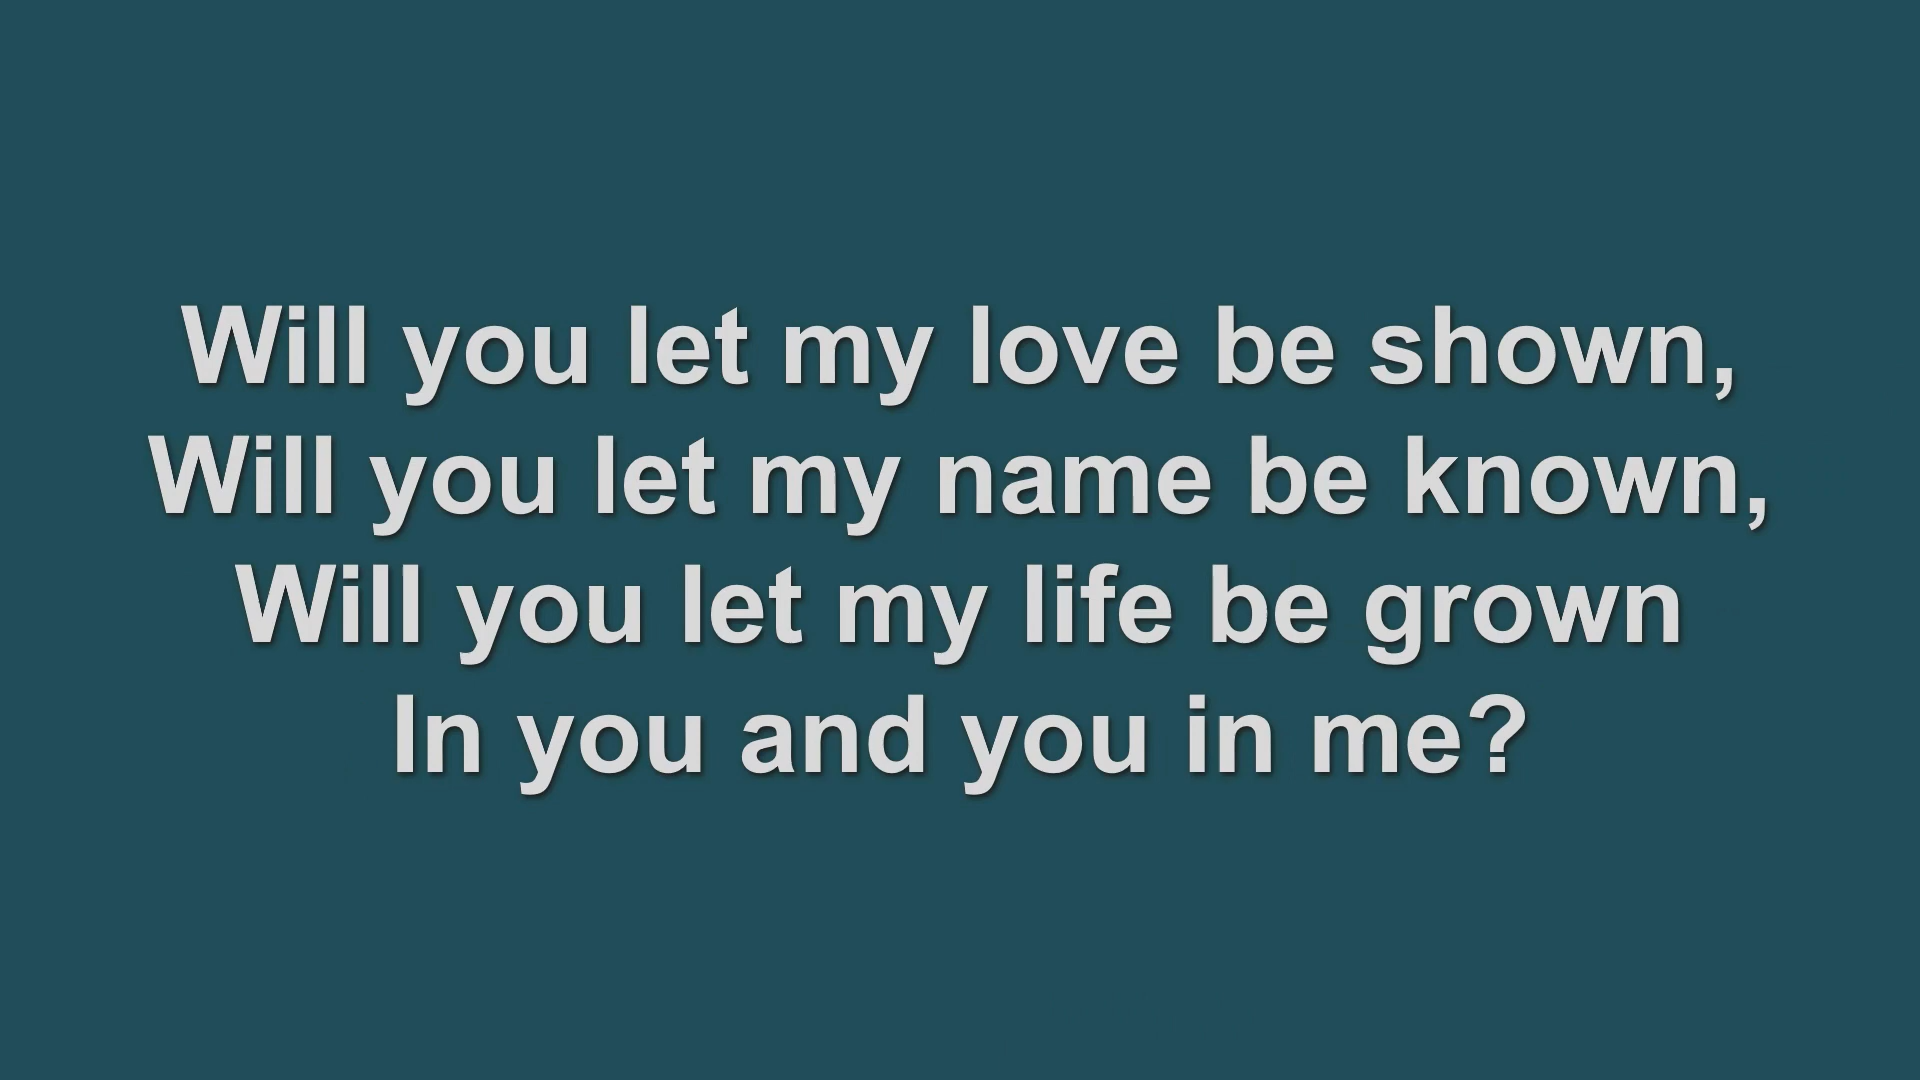 Will you let my love be shown,
Will you let my name be known,
Will you let my life be grown
In you and you in me?